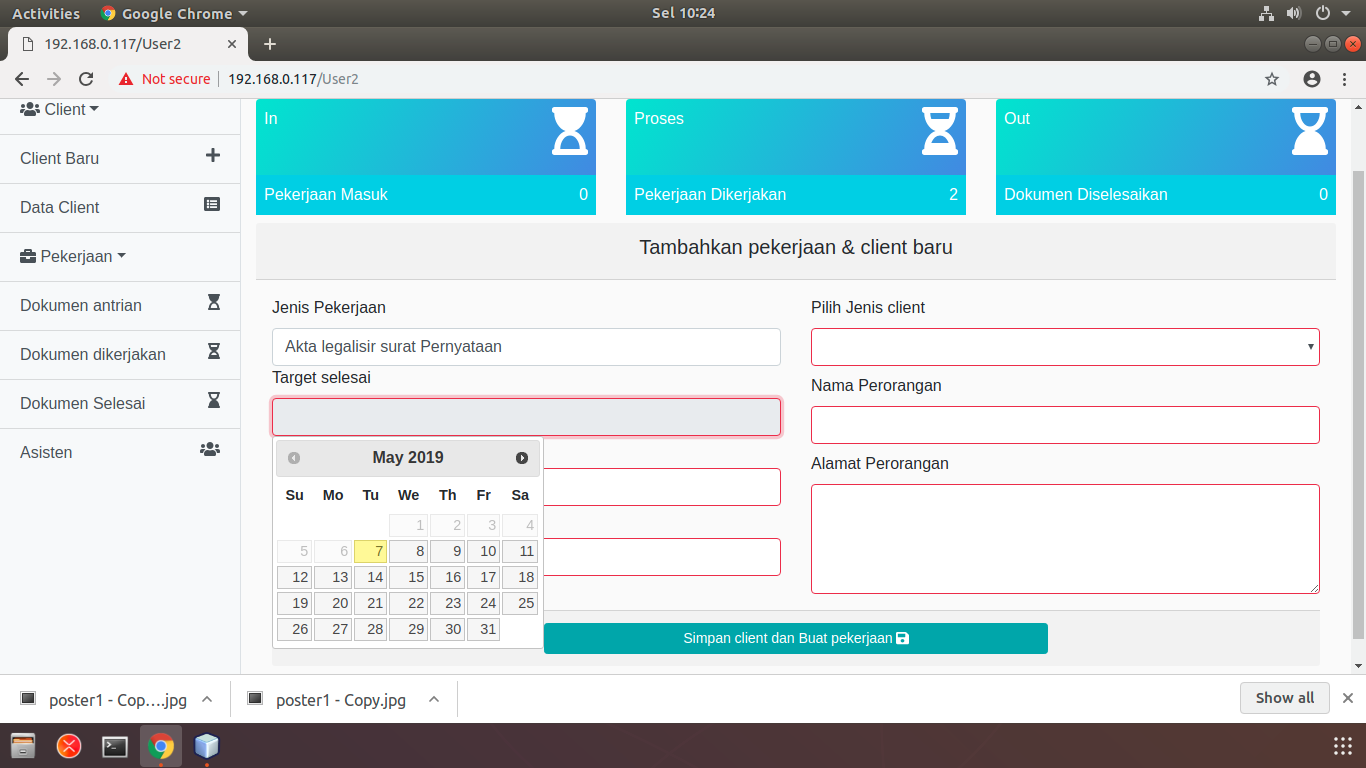 Activities Google Chrome Sel 10:24
192.168.0.117/User2
Not secure 192.168.0.117/User2
Client
Client Baru
Data Client
Pekerjaan
Dokumen antrian
Dokumen dikerjakan
Dokumen Selesai
Asisten
In
Pekerjaan Masuk 0
Proses
Pekerjaan Dikerjakan 2
Out
Dokumen Diselesaikan 0
Tambahkan pekerjaan & client baru
Jenis Pekerjaan
Akta legalisir surat Pernyataan
Target selesai
May 2019
Su Mo Tu We Th Fr Sa
1 2 3 4
5 6 7 8 9 10 11
12 13 14 15 16 17 18
19 20 21 22 23 24 25
26 27 28 29 30 31
Pilih Jenis client
Nama Perorangan
Alamat Perorangan
Simpan client dan Buat pekerjaan
poster1 - Cop….jpg
poster1 - Copy.jpg
Show all